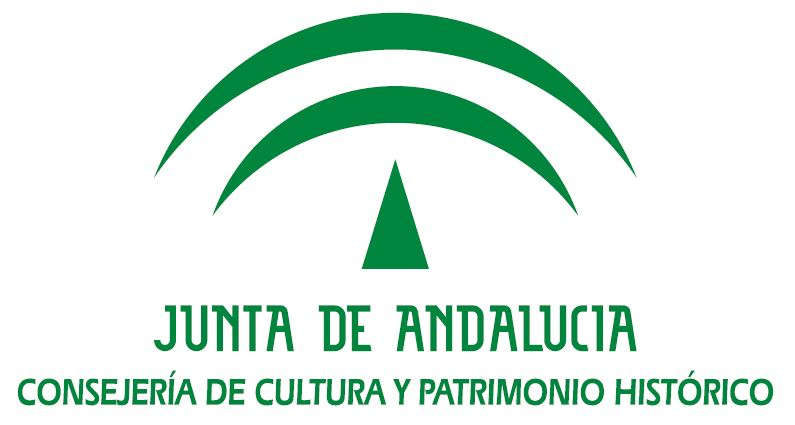 JUNTA DE ANDALUCIA
CONSEJERÍA DE CULTURA Y PATRIMONIO HISTÓRICO